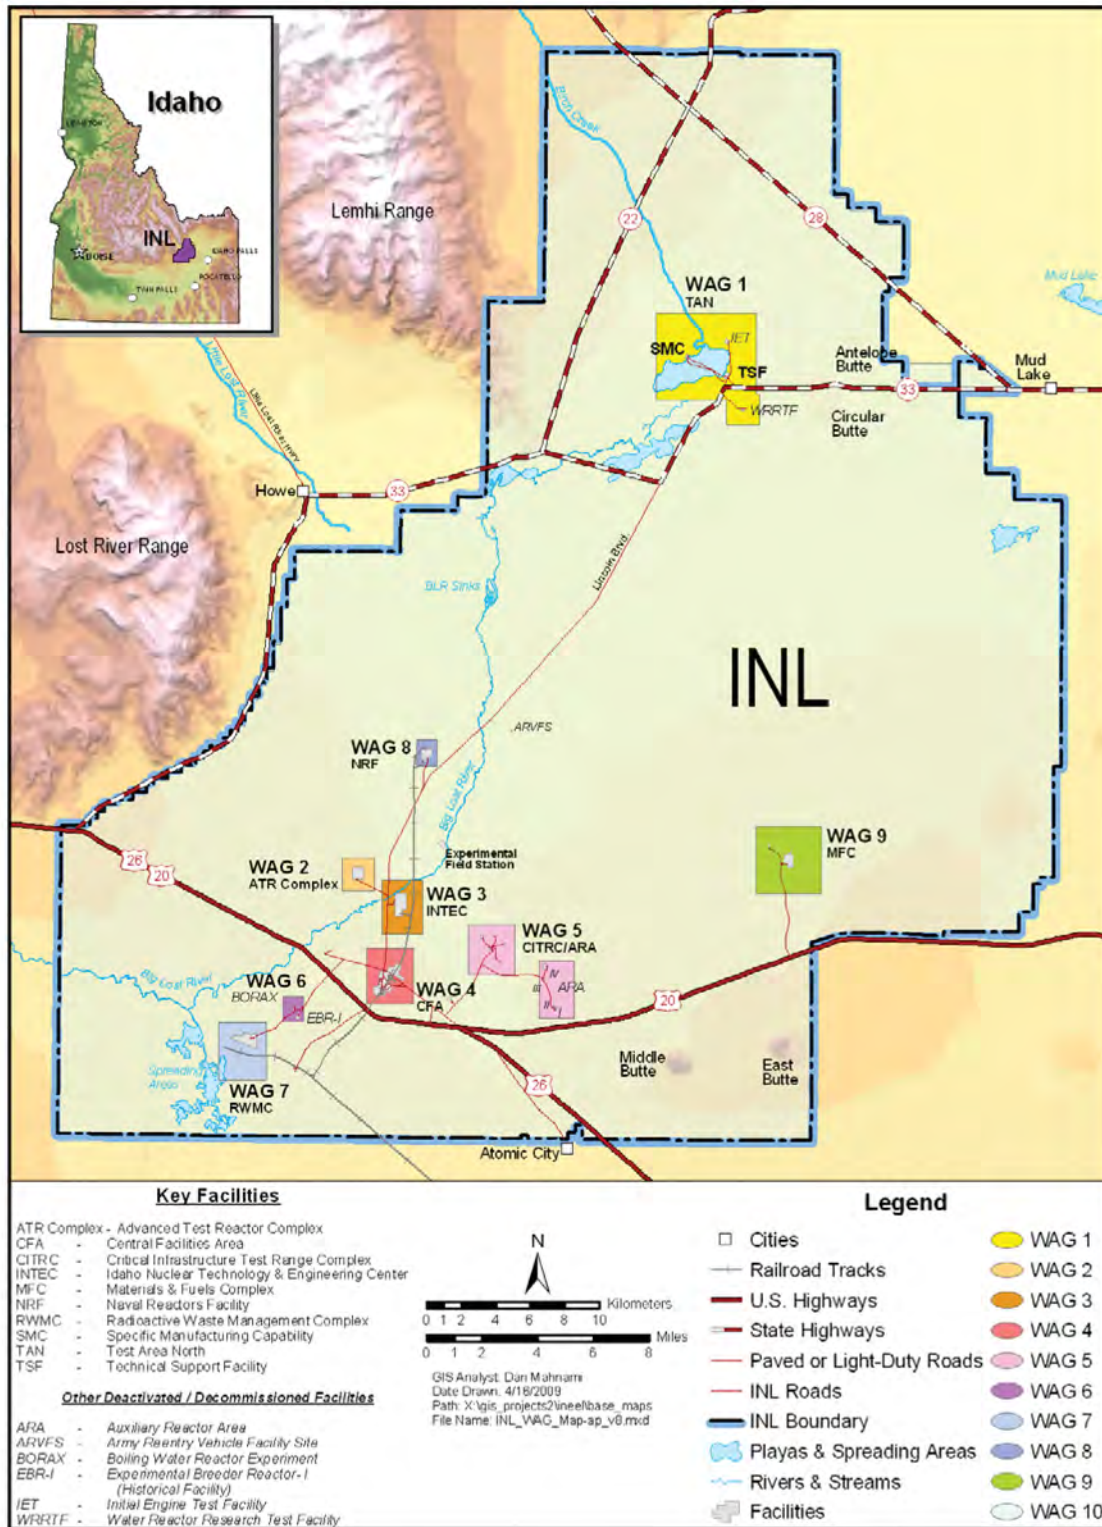 Idaho
LEWISTON
INL
BOISE
IDAHO FALLS
POCATELLO
TWIN FALLS
Birch Creek
Lemhi Range
22
28
Mud Lake
WAG 1
TAN
IET
SMC
TSF
Antelope
Butte
Mud
Lake
33
WRRTF
Circular
Butte
Little Lost River
Little Lost River HWY
Howe
33
Lost River Range
Lincoln Blvd
BLR Sinks
INL
ARVFS
WAG 8
NRF
Big Lost River
WAG 9
MFC
26
20
Experimental
Field Station
WAG 2
ATR Complex
WAG 3
INTEC
WAG 5
CITRC/ARA
Big Lost River
WAG 6
BORAX
EBR-I
WAG 4
CFA
IV
III
ARA
II
I
20
Spreading
Areas
WAG 7
RWMC
Middle
Butte
East
Butte
26
Atomic City
Key Facilities
ATR Complex - Advanced Test Reactor Complex
CFA - Central Facilities Area
CITRC - Critical Infrastructure Test Range Complex
INTEC - Idaho Nuclear Technology & Engineering Center
MFC - Materials & Fuels Complex
NRF - Naval Reactors Facility
RWMC - Radioactive Waste Management Complex
SMC - Specific Manufacturing Capability
TAN - Test Area North
TSF - Technical Support Facility
Other Deactivated / Decommissioned Facilities
ARA - Auxiliary Reactor Area
ARVFS - Army Reentry Vehicle Facility Site
BORAX - Boiling Water Reactor Experiment
EBR-I - Experimental Breeder Reactor- I
(Historical Facility)
IET - Initial Engine Test Facility
WRRTF - Water Reactor Research Test Facility
N
Kilometers
0 1 2 4 6 8 10
Miles
0 1 2 4 6 8
GIS Analyst: Dan Mahnami
Date Drawn: 4/16/2009
Path: X:\gis_projects2\ineel\base_maps
File Name: INL_WAG_Map-ap_v8.mxd
Legend
Cities
Railroad Tracks
U.S. Highways
State Highways
Paved or Light-Duty Roads
INL Roads
INL Boundary
Playas & Spreading Areas
Rivers & Streams
Facilities
WAG 1
WAG 2
WAG 3
WAG 4
WAG 5
WAG 6
WAG 7
WAG 8
WAG 9
WAG 10